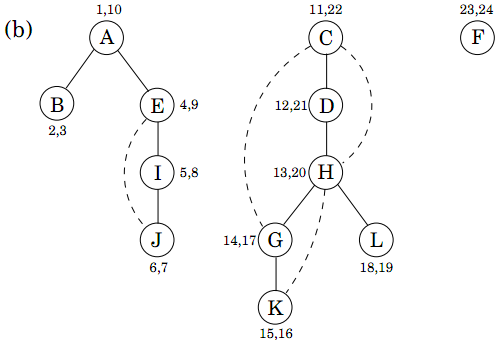 1,10
11,22
23,24
(b)
A
C
F
B
E
4,9
12,21
D
2,3
I
5,8
13,20
H
J
14,17
G
L
6,7
18,19
K
15,16